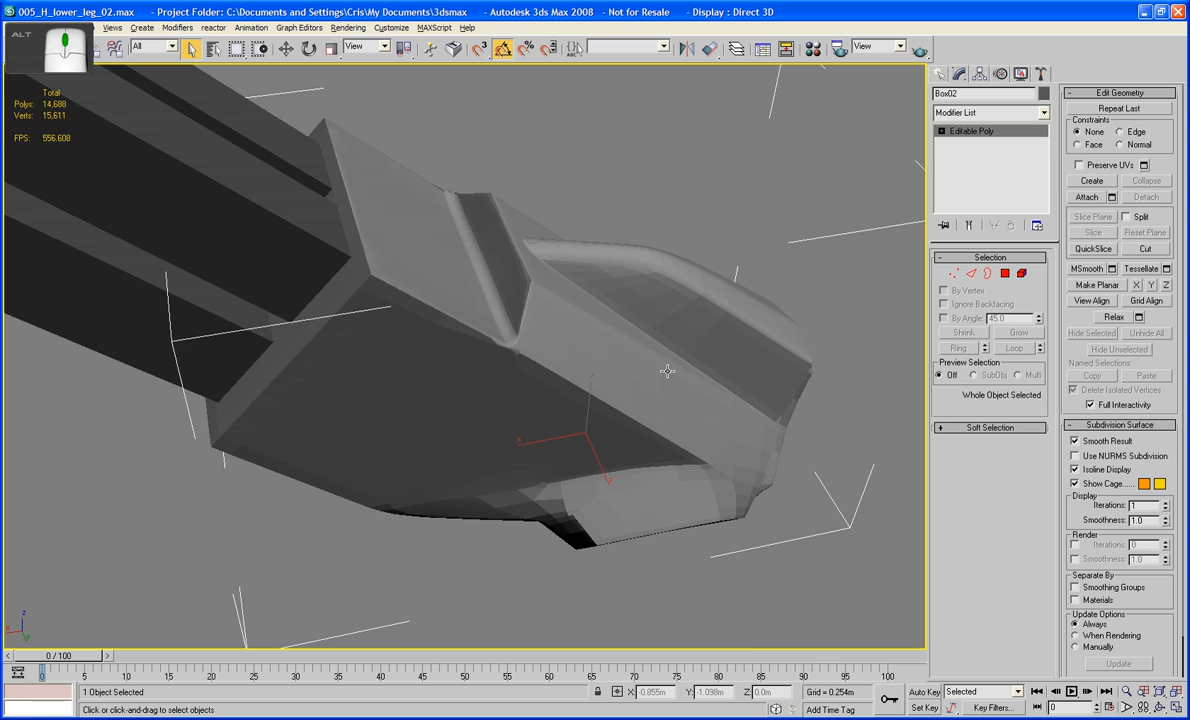 005_H_lower_leg_02.max - Project Folder: C:\Documents and Settings\Cris\My Documents\3dsmax - Autodesk 3ds Max 2008 - Not for Resale - Display : Direct 3D
Views Create Modifiers reactor Animation Graph Editors Rendering Customize MAXScript Help
ALT
All View View
Total
Polys: 14,688
Verts: 15,611
FPS: 556.608
Box02
Modifier List
Editable Poly
- Selection
By Vertex
Ignore Backfacing
By Angle: 45.0
Shrink Grow
Ring Loop
Preview Selection
Off SubObj Multi
Whole Object Selected
+ Soft Selection
- Edit Geometry
Repeat Last
Constraints
None Edge
Face Normal
Preserve UVs
Create Collapse
Attach Detach
Slice Plane Split
Slice Reset Plane
QuickSlice Cut
MSmooth Tessellate
Make Planar X Y Z
View Align Grid Align
Relax
Hide Selected Unhide All
Hide Unselected
Named Selections:
Copy Paste
Delete Isolated Vertices
Full Interactivity
- Subdivision Surface
Smooth Result
Use NURMS Subdivision
Isoline Display
Show Cage......
Display
Iterations: 1
Smoothness: 1.0
Render
Iterations: 0
Smoothness: 1.0
Separate By
Smoothing Groups
Materials
Update Options
Always
When Rendering
Manually
Update
x
y
z
x
y
< 0 / 100 >
0 5 10 15 20 25 30 35 40 45 50 55 60 65 70 75 80 85 90 95 100
1 Object Selected X: -0.855m Y: -1.098m Z: 0.0m Grid = 0.254m Auto Key Selected
Click or click-and-drag to select objects Add Time Tag Set Key Key Filters... 0